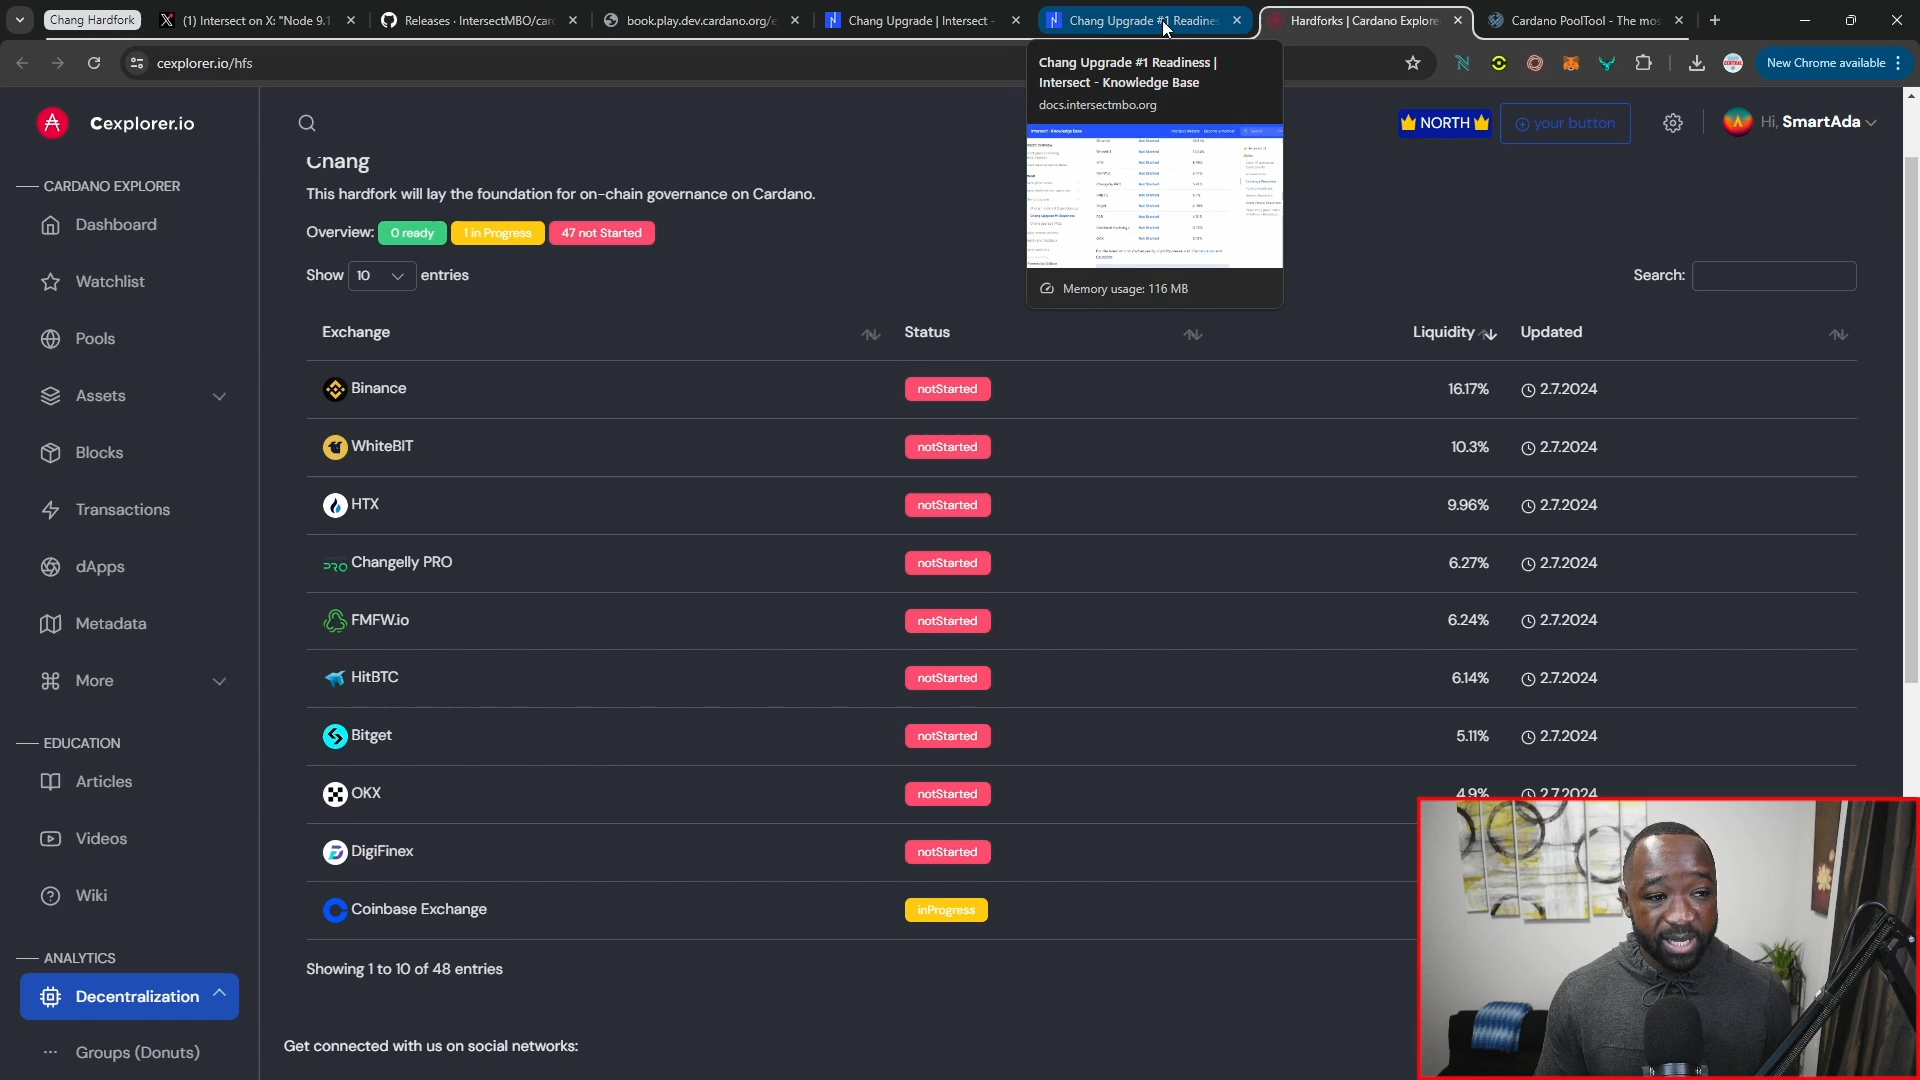 Chang Hardfork
(1) Intersect on X: "Node 9.1.
Releases · IntersectMBO/car
book.play.dev.cardano.org/e
Chang Upgrade | Intersect -
Chang Upgrade #1 Readines
Hardforks | Cardano Explore
Cardano PoolTool - The mos
cexplorer.io/hfs
New Chrome available
Chang Upgrade #1 Readiness |
Intersect - Knowledge Base
docs.intersectmbo.org
Memory usage: 116 MB
Cexplorer.io
NORTH
your button
Hi, SmartAda
CARDANO EXPLORER
Dashboard
Watchlist
Pools
Assets
Blocks
Transactions
dApps
Metadata
More
EDUCATION
Articles
Videos
Wiki
ANALYTICS
Decentralization
Groups (Donuts)
Chang
This hardfork will lay the foundation for on-chain governance on Cardano.
Overview: 0 ready 1 in Progress 47 not Started
Show 10 entries
Search:
Exchange Status Liquidity Updated
Binance notStarted 16.17% 2.7.2024
WhiteBIT notStarted 10.3% 2.7.2024
HTX notStarted 9.96% 2.7.2024
PRO Changelly PRO notStarted 6.27% 2.7.2024
FMFW.io notStarted 6.24% 2.7.2024
HitBTC notStarted 6.14% 2.7.2024
Bitget notStarted 5.11% 2.7.2024
OKX notStarted 4.9% 2.7.2024
DigiFinex notStarted
Coinbase Exchange inProgress
Showing 1 to 10 of 48 entries
Get connected with us on social networks: